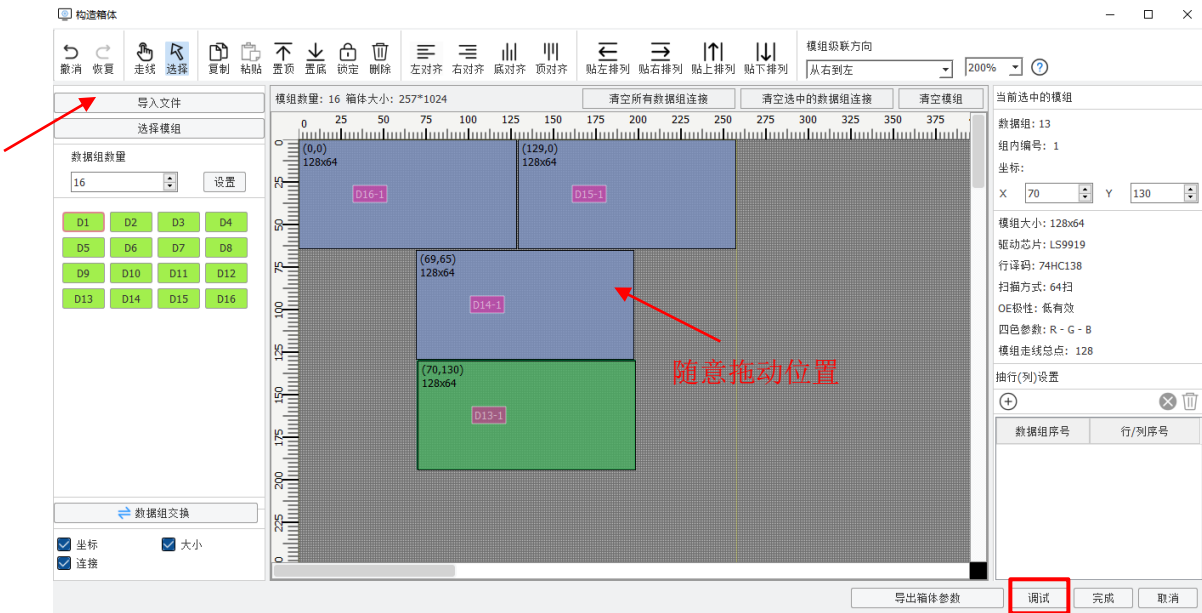 构造箱体
撤消 恢复 走线 选择 复制 粘贴 置顶 置底 锁定 删除 左对齐 右对齐 底对齐 顶对齐 贴左排列 贴右排列 贴上排列 贴下排列
模组级联方向
从右到左
200%
导入文件
选择模组
数据组数量
16 设置
D1 D2 D3 D4
D5 D6 D7 D8
D9 D10 D11 D12
D13 D14 D15 D16
数据组交换
坐标 大小
连接
模组数量: 16 箱体大小: 257*1024
清空所有数据组连接 清空选中的数据组连接 清空模组
0 25 50 75 100 125 150 175 200 225 250 275 300 325 350 375
0
25
50
75
100
125
150
175
200
225
0
(0,0)
128x64
D16-1
(129,0)
128x64
D15-1
(69,65)
128x64
D14-1
(70,130)
128x64
D13-1
随意拖动位置
当前选中的模组
数据组: 13
组内编号: 1
坐标:
X 70 Y 130
模组大小: 128x64
驱动芯片: LS9919
行译码: 74HC138
扫描方式: 64扫
OE极性: 低有效
四色参数: R - G - B
模组走线总点: 128
抽行(列)设置
数据组序号 行/列序号
导出箱体参数 调试 完成 取消